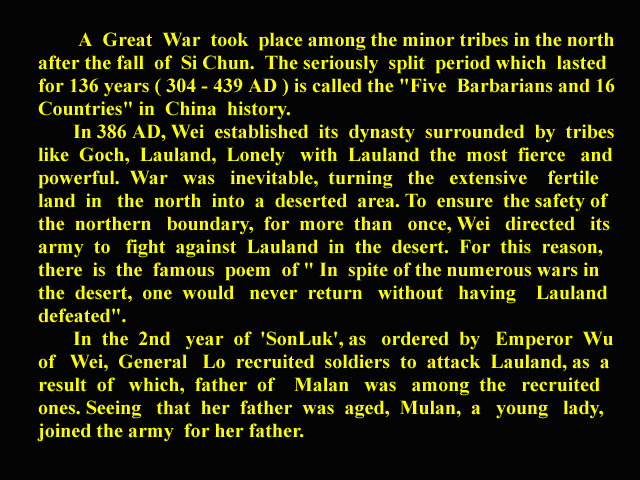 A Great War took place among the minor tribes in the north
after the fall of Si Chun. The seriously split period which lasted
for 136 years ( 304 - 439 AD ) is called the "Five Barbarians and 16
Countries" in China history.
In 386 AD, Wei established its dynasty surrounded by tribes
like Goch, Lauland, Lonely with Lauland the most fierce and
powerful. War was inevitable, turning the extensive fertile
land in the north into a deserted area. To ensure the safety of
the northern boundary, for more than once, Wei directed its
army to fight against Lauland in the desert. For this reason,
there is the famous poem of " In spite of the numerous wars in
the desert, one would never return without having Lauland
defeated".
In the 2nd year of 'SonLuk', as ordered by Emperor Wu
of Wei, General Lo recruited soldiers to attack Lauland, as a
result of which, father of Malan was among the recruited
ones. Seeing that her father was aged, Mulan, a young lady,
joined the army for her father.